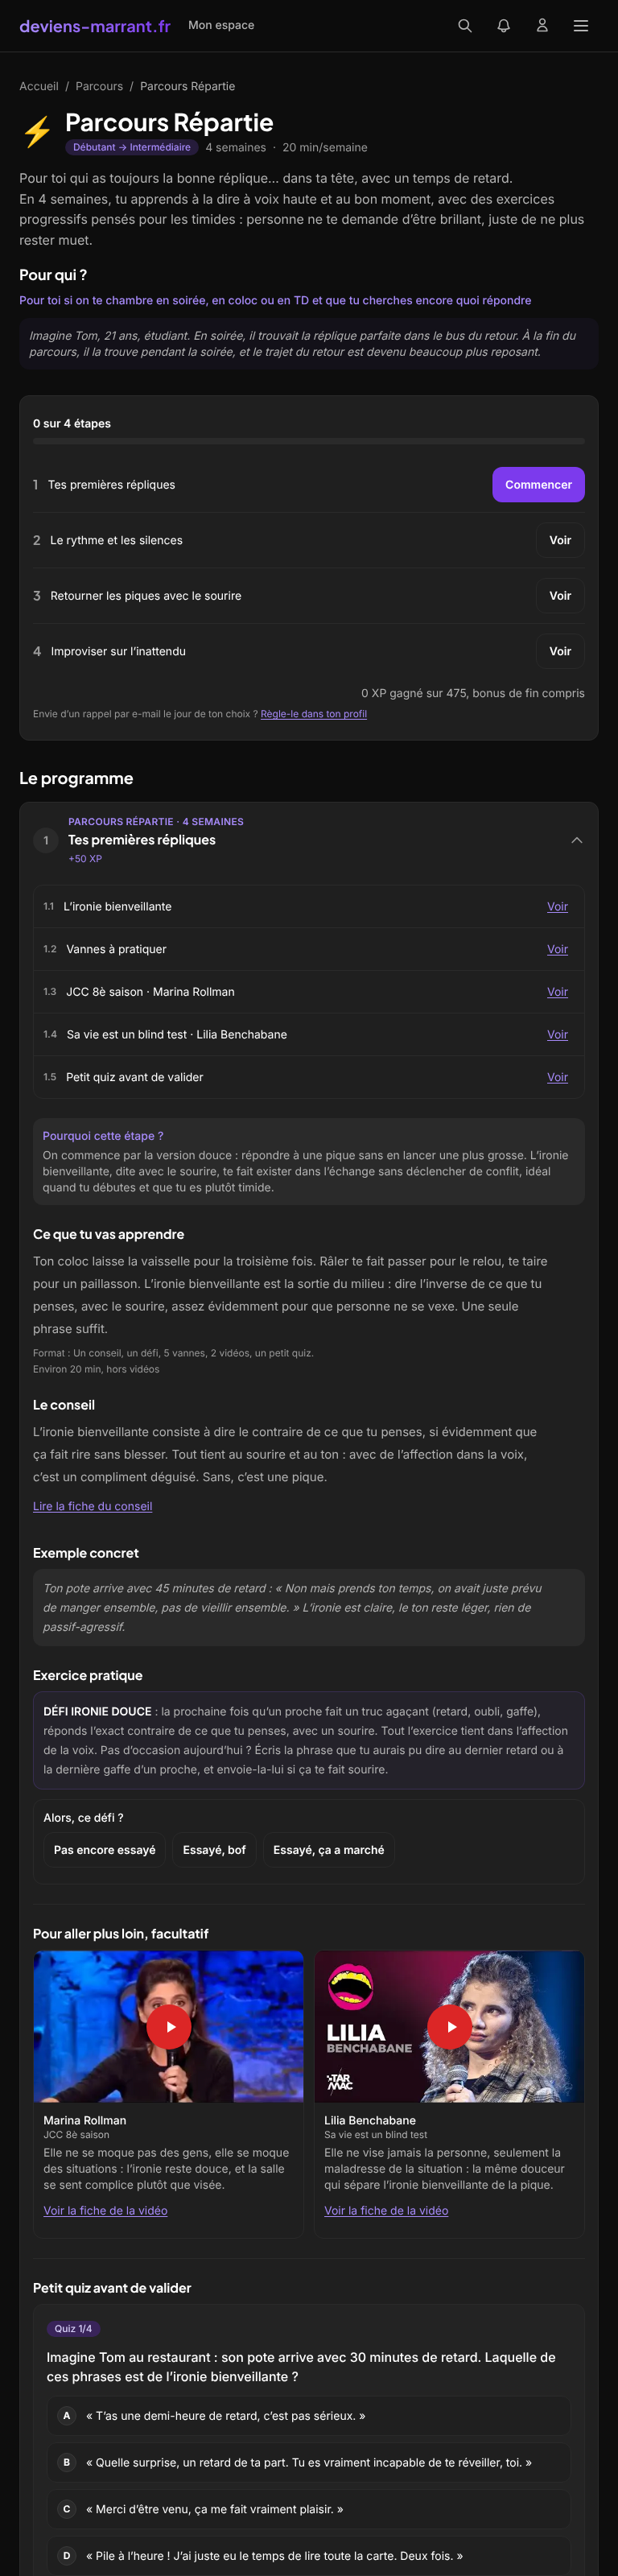 deviens-marrant.fr
Mon espace
Accueil / Parcours / Parcours Répartie
Parcours Répartie
Débutant → Intermédiaire
4 semaines · 20 min/semaine
Pour toi qui as toujours la bonne réplique… dans ta tête, avec un temps de retard.
En 4 semaines, tu apprends à la dire à voix haute et au bon moment, avec des exercices
progressifs pensés pour les timides : personne ne te demande d’être brillant, juste de ne plus
rester muet.
Pour qui ?
Pour toi si on te chambre en soirée, en coloc ou en TD et que tu cherches encore quoi répondre
Imagine Tom, 21 ans, étudiant. En soirée, il trouvait la réplique parfaite dans le bus du retour. À la fin du
parcours, il la trouve pendant la soirée, et le trajet du retour est devenu beaucoup plus reposant.
0 sur 4 étapes
1 Tes premières répliques
Commencer
2 Le rythme et les silences
Voir
3 Retourner les piques avec le sourire
Voir
4 Improviser sur l’inattendu
Voir
0 XP gagné sur 475, bonus de fin compris
Envie d’un rappel par e-mail le jour de ton choix ? Règle-le dans ton profil
Le programme
PARCOURS RÉPARTIE · 4 SEMAINES
1
Tes premières répliques
+50 XP
1.1 L’ironie bienveillante
Voir
1.2 Vannes à pratiquer
Voir
1.3 JCC 8è saison · Marina Rollman
Voir
1.4 Sa vie est un blind test · Lilia Benchabane
Voir
1.5 Petit quiz avant de valider
Voir
Pourquoi cette étape ?
On commence par la version douce : répondre à une pique sans en lancer une plus grosse. L’ironie
bienveillante, dite avec le sourire, te fait exister dans l’échange sans déclencher de conflit, idéal
quand tu débutes et que tu es plutôt timide.
Ce que tu vas apprendre
Ton coloc laisse la vaisselle pour la troisième fois. Râler te fait passer pour le relou, te taire
pour un paillasson. L’ironie bienveillante est la sortie du milieu : dire l’inverse de ce que tu
penses, avec le sourire, assez évidemment pour que personne ne se vexe. Une seule
phrase suffit.
Format : Un conseil, un défi, 5 vannes, 2 vidéos, un petit quiz.
Environ 20 min, hors vidéos
Le conseil
L’ironie bienveillante consiste à dire le contraire de ce que tu penses, si évidemment que
ça fait rire sans blesser. Tout tient au sourire et au ton : avec de l’affection dans la voix,
c’est un compliment déguisé. Sans, c’est une pique.
Lire la fiche du conseil
Exemple concret
Ton pote arrive avec 45 minutes de retard : « Non mais prends ton temps, on avait juste prévu
de manger ensemble, pas de vieillir ensemble. » L’ironie est claire, le ton reste léger, rien de
passif-agressif.
Exercice pratique
DÉFI IRONIE DOUCE : la prochaine fois qu’un proche fait un truc agaçant (retard, oubli, gaffe),
réponds l’exact contraire de ce que tu penses, avec un sourire. Tout l’exercice tient dans l’affection
de la voix. Pas d’occasion aujourd’hui ? Écris la phrase que tu aurais pu dire au dernier retard ou à
la dernière gaffe d’un proche, et envoie-la-lui si ça te fait sourire.
Alors, ce défi ?
Pas encore essayé
Essayé, bof
Essayé, ça a marché
Pour aller plus loin, facultatif
LILIA
BENCHABANE
TAR
MAC
Marina Rollman
JCC 8è saison
Elle ne se moque pas des gens, elle se moque
des situations : l’ironie reste douce, et la salle
se sent complice plutôt que visée.
Voir la fiche de la vidéo
Lilia Benchabane
Sa vie est un blind test
Elle ne vise jamais la personne, seulement la
maladresse de la situation : la même douceur
qui sépare l’ironie bienveillante de la pique.
Voir la fiche de la vidéo
Petit quiz avant de valider
Quiz 1/4
Imagine Tom au restaurant : son pote arrive avec 30 minutes de retard. Laquelle de
ces phrases est de l’ironie bienveillante ?
A « T’as une demi-heure de retard, c’est pas sérieux. »
B « Quelle surprise, un retard de ta part. Tu es vraiment incapable de te réveiller, toi. »
C « Merci d’être venu, ça me fait vraiment plaisir. »
D « Pile à l’heure ! J’ai juste eu le temps de lire toute la carte. Deux fois. »